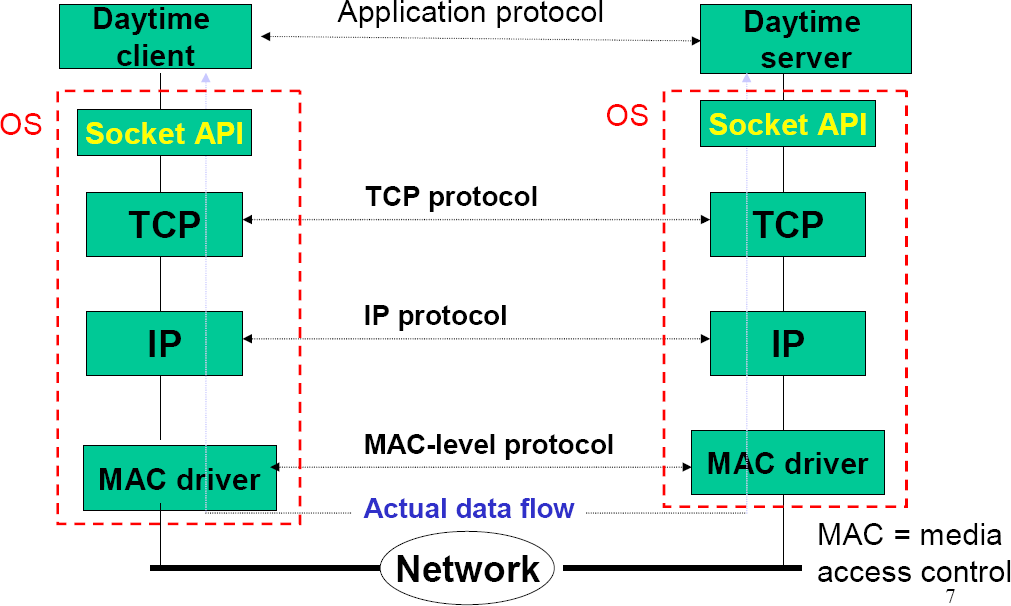 Application protocol
Daytime
client
Daytime
server
OS
OS
Socket API
Socket API
TCP protocol
TCP
TCP
IP protocol
IP
IP
MAC-level protocol
MAC driver
MAC driver
Actual data flow
Network
MAC = media
access control
7